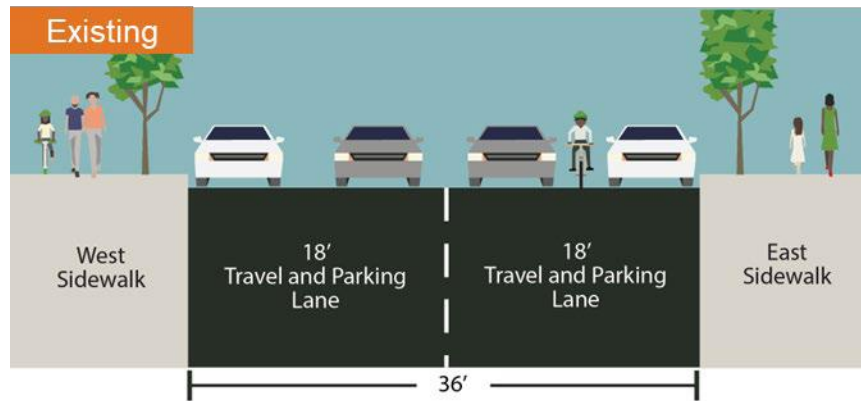 Existing
West
Sidewalk
18'
Travel and Parking
Lane
18'
Travel and Parking
Lane
East
Sidewalk
36'